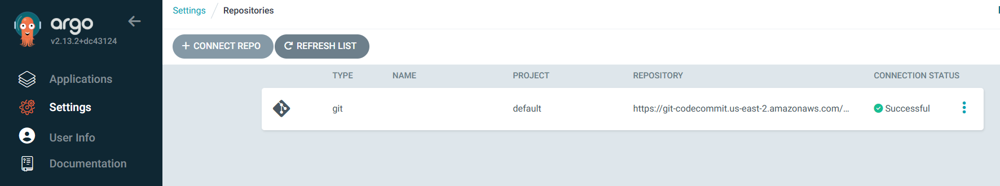 argo
v2.13.2+dc43124
Applications
Settings
User Info
Documentation
Settings / Repositories
+ CONNECT REPO REFRESH LIST
TYPE NAME PROJECT REPOSITORY CONNECTION STATUS
git default https://git-codecommit.us-east-2.amazonaws.com/... Successful